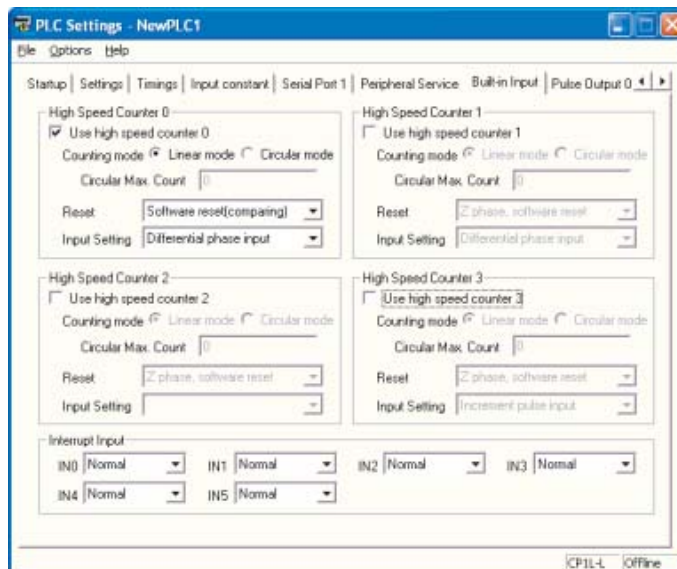 PLC Settings - NewPLC1
File Options Help
Startup Settings Timings Input constant Serial Port 1 Peripheral Service Built-in Input Pulse Output 0
High Speed Counter 0
Use high speed counter 0
Counting mode Linear mode Circular mode
Circular Max. Count 0
Reset Software reset(comparing)
Input Setting Differential phase input
High Speed Counter 1
Use high speed counter 1
Counting mode Linear mode Circular mode
Circular Max. Count 0
Reset Z phase, software reset
Input Setting Differential phase input
High Speed Counter 2
Use high speed counter 2
Counting mode Linear mode Circular mode
Circular Max. Count 0
Reset Z phase, software reset
Input Setting
High Speed Counter 3
Use high speed counter 3
Counting mode Linear mode Circular mode
Circular Max. Count 0
Reset Z phase, software reset
Input Setting Increment pulse input
Interrupt Input
IN0 Normal IN1 Normal IN2 Normal IN3 Normal
IN4 Normal IN5 Normal
CP1L-L Offline